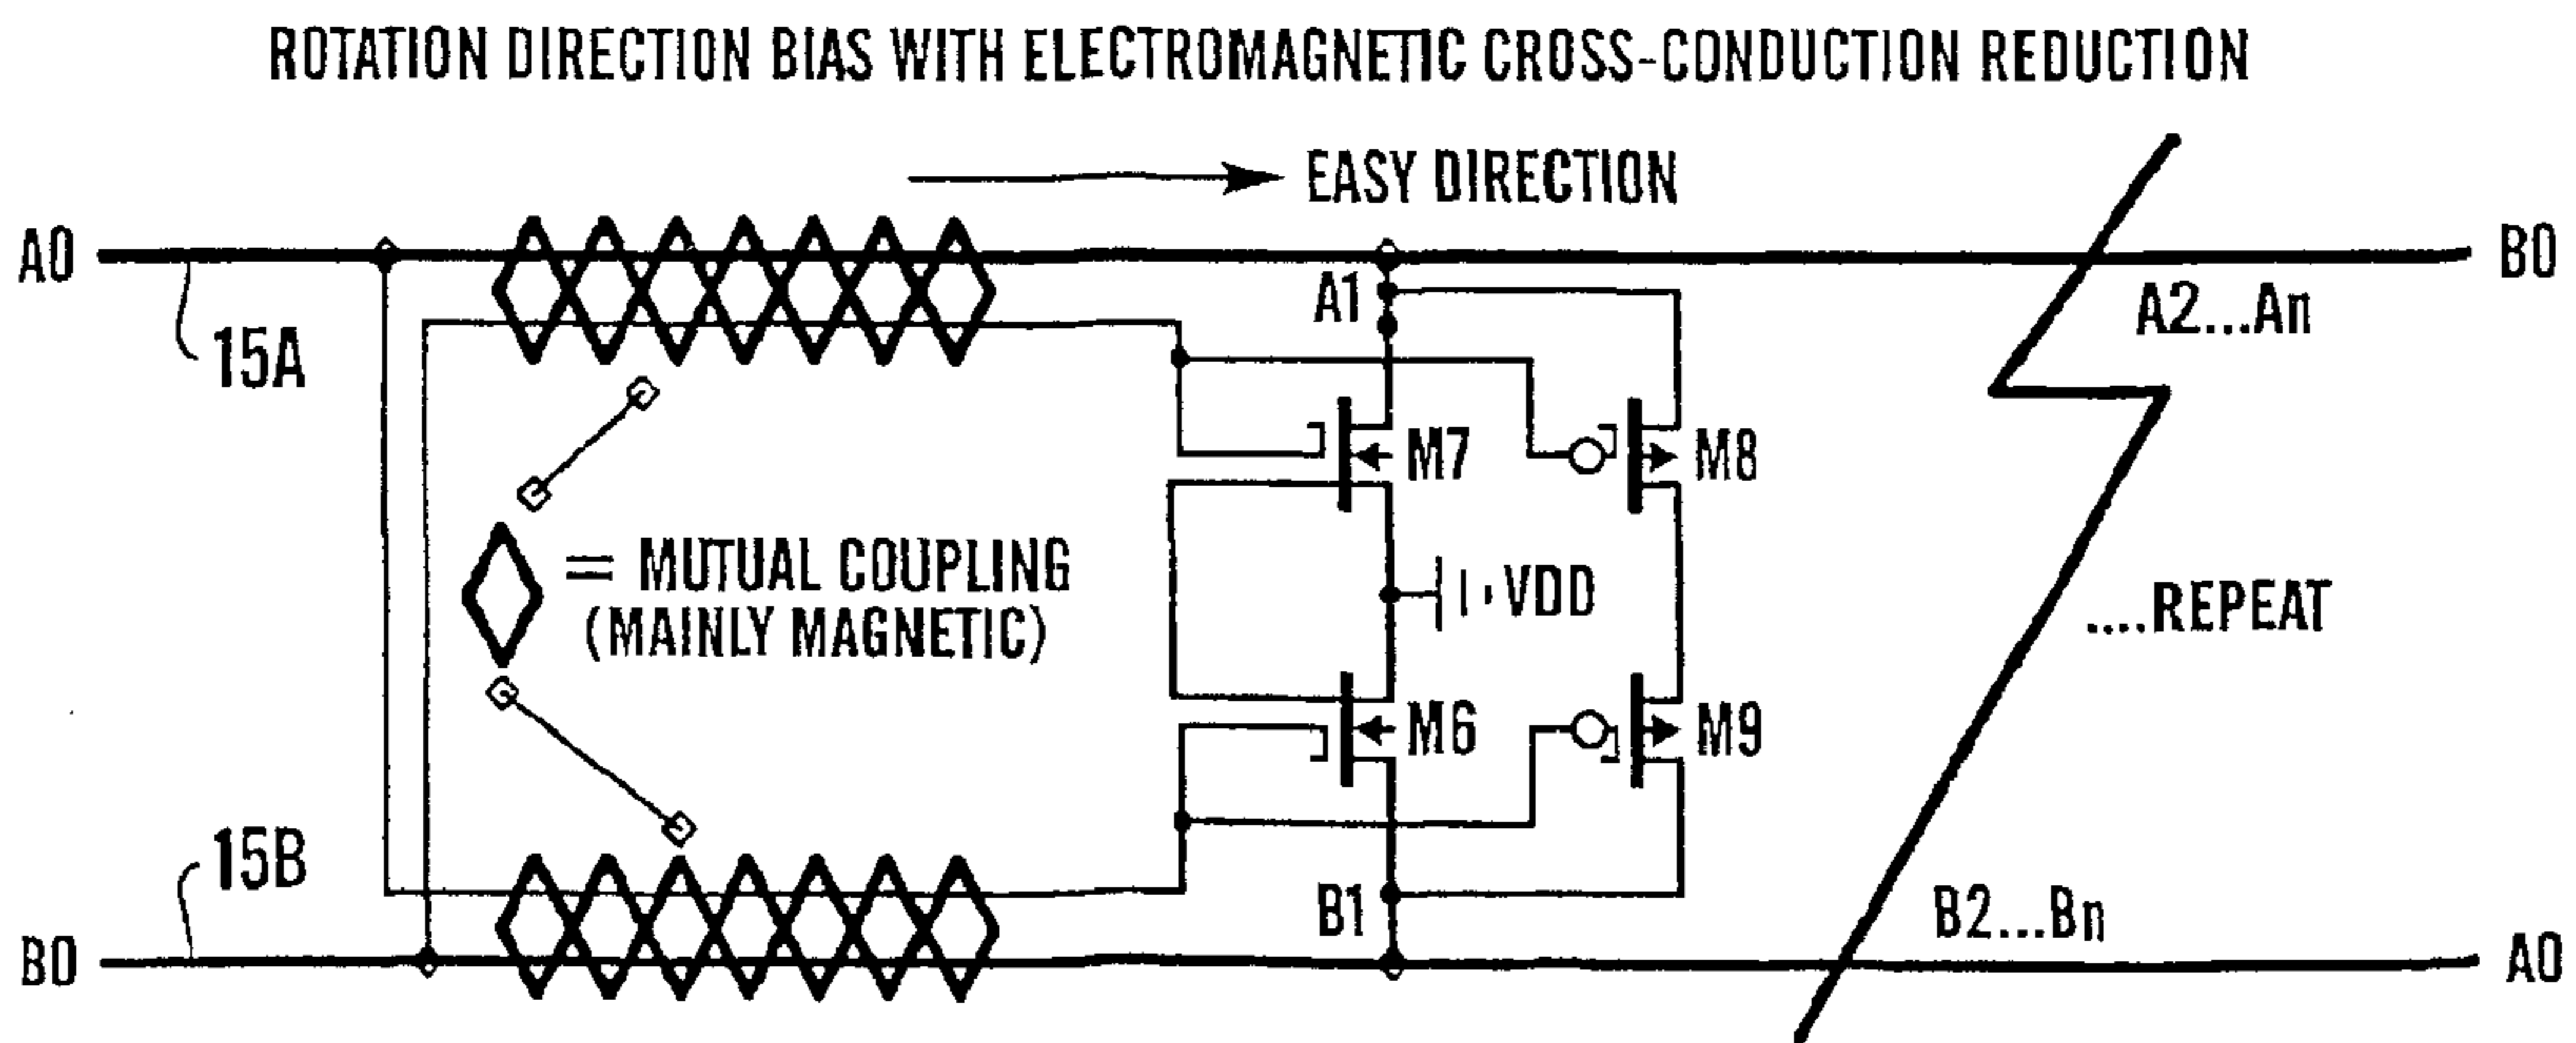 ROTATION DIRECTION BIAS WITH ELECTROMAGNETIC CROSS-CONDUCTION REDUCTION
EASY DIRECTION
A0
B0
15A
A1
A2...An
M7
M8
= MUTUAL COUPLING
(MAINLY MAGNETIC)
VDD
....REPEAT
M6
M9
15B
B1
B2...Bn
B0
A0